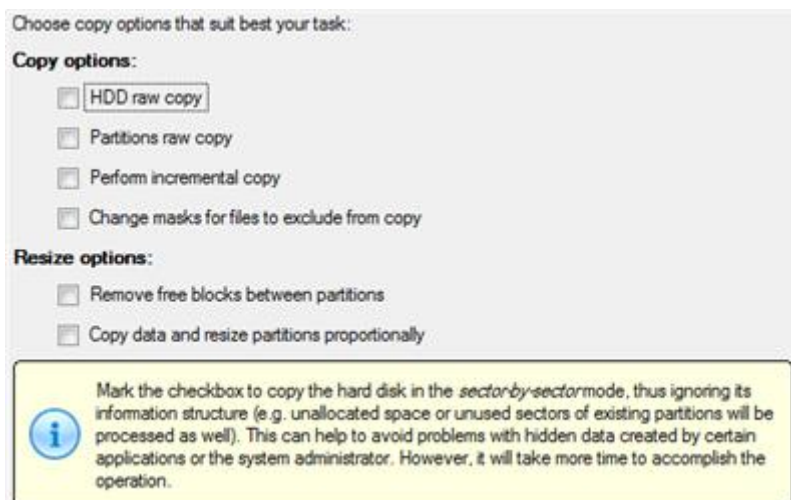 Choose copy options that suit best your task:
Copy options:
HDD raw copy
Partitions raw copy
Perform incremental copy
Change masks for files to exclude from copy
Resize options:
Remove free blocks between partitions
Copy data and resize partitions proportionally
Mark the checkbox to copy the hard disk in the sector-by-sector mode, thus ignoring its
information structure (e.g. unallocated space or unused sectors of existing partitions will be
processed as well). This can help to avoid problems with hidden data created by certain
applications or the system administrator. However, it will take more time to accomplish the
operation.